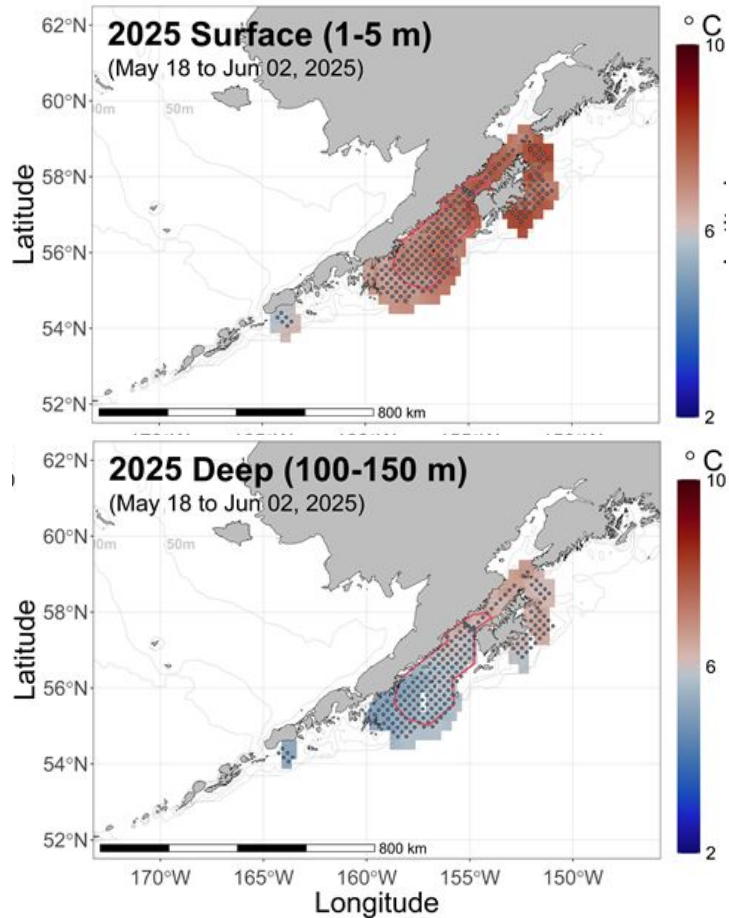 2025 Surface (1-5 m)
(May 18 to Jun 02, 2025)
° C
10
6
2
62°N
60°N
58°N
56°N
54°N
52°N
Latitude
50m
800 km
2025 Deep (100-150 m)
(May 18 to Jun 02, 2025)
° C
10
6
2
62°N
60°N
58°N
56°N
54°N
52°N
Latitude
50m
800 km
170°W
165°W
160°W
155°W
150°W
Longitude